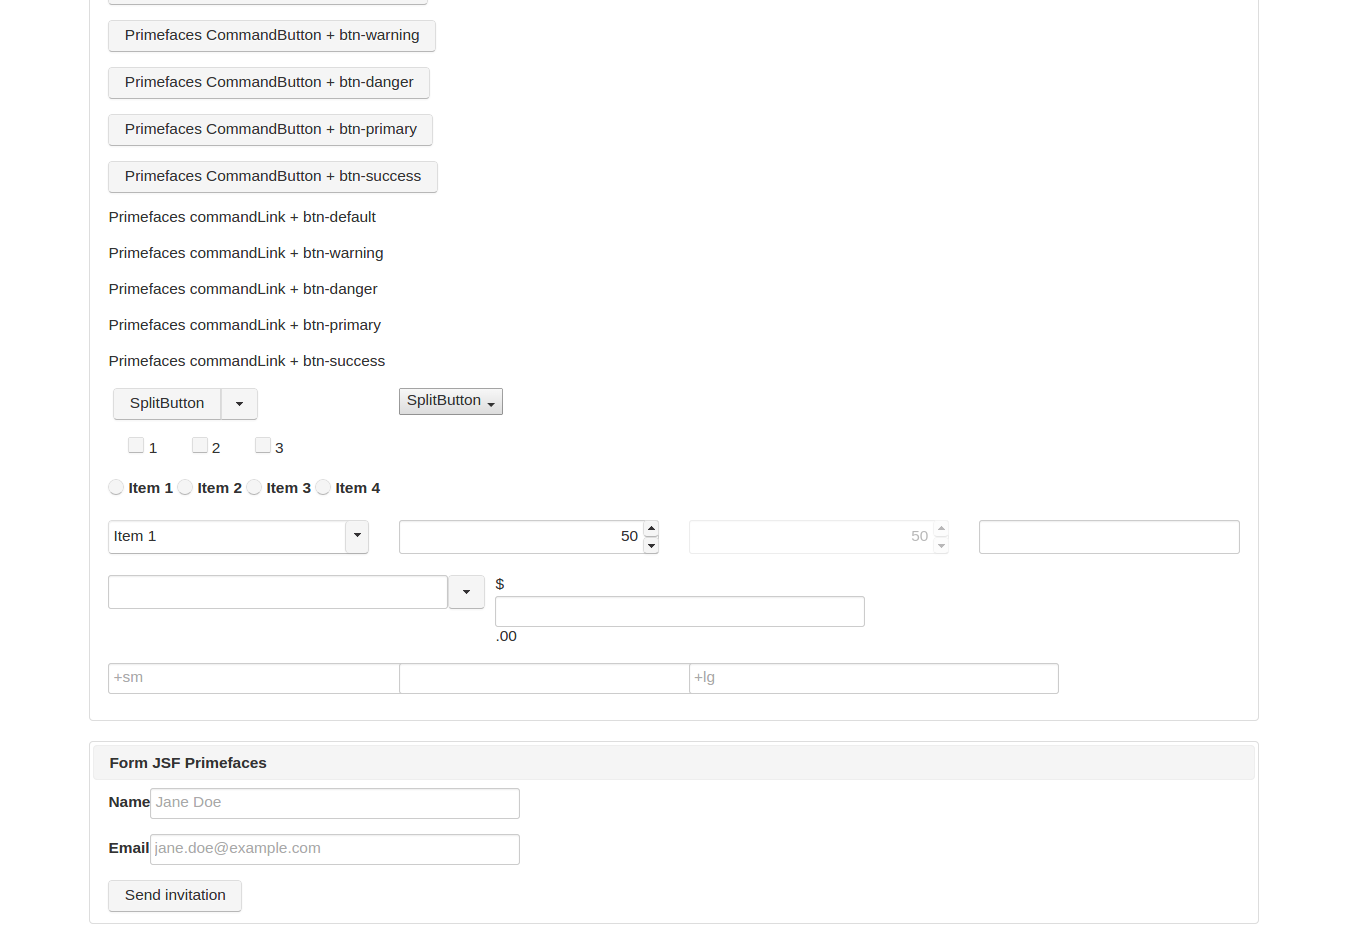 Primefaces CommandButton + btn-warning
Primefaces CommandButton + btn-danger
Primefaces CommandButton + btn-primary
Primefaces CommandButton + btn-success
Primefaces commandLink + btn-default
Primefaces commandLink + btn-warning
Primefaces commandLink + btn-danger
Primefaces commandLink + btn-primary
Primefaces commandLink + btn-success
SplitButton SplitButton
1 2 3
Item 1 Item 2 Item 3 Item 4
Item 1 50 50
$
.00
+sm +lg
Form JSF Primefaces
Name Jane Doe
Email jane.doe@example.com
Send invitation